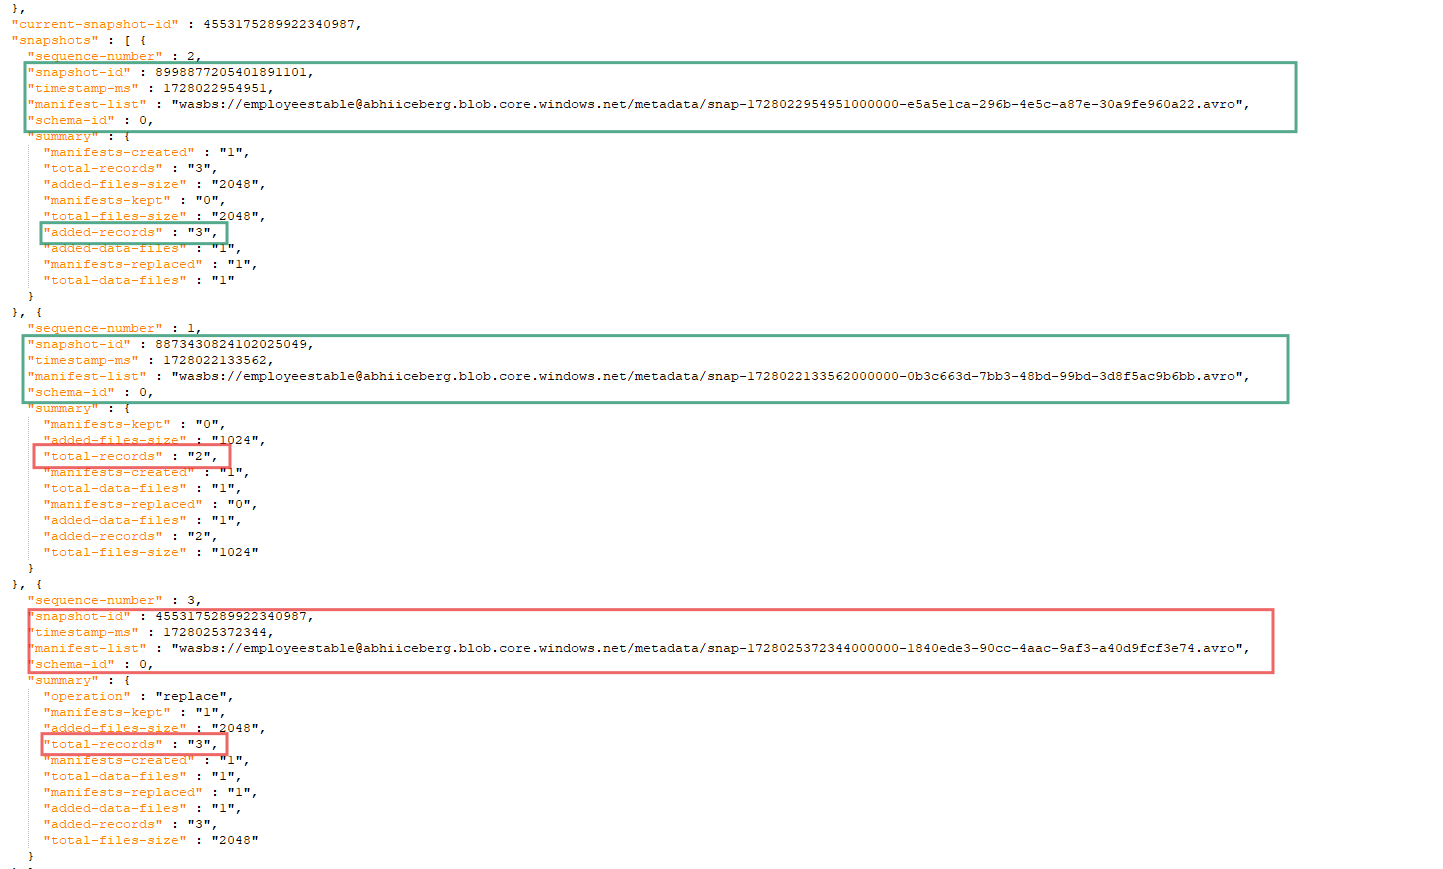 },
"current-snapshot-id" : 4553175289922340987,
"snapshots" : [ {
"sequence-number" : 2,
"snapshot-id" : 8998877205401891101,
"timestamp-ms" : 1728022954951,
"manifest-list" : "wasbs://employeestable@abhiiceberg.blob.core.windows.net/metadata/snap-1728022954951000000-e5a5e1ca-296b-4e5c-a87e-30a9fe960a22.avro",
"schema-id" : 0,
"summary" : {
"manifests-created" : "1",
"total-records" : "3",
"added-files-size" : "2048",
"manifests-kept" : "0",
"total-files-size" : "2048",
"added-records" : "3",
"added-data-files" : "1",
"manifests-replaced" : "1",
"total-data-files" : "1"
}
}, {
"sequence-number" : 1,
"snapshot-id" : 8873430824102025049,
"timestamp-ms" : 1728022133562,
"manifest-list" : "wasbs://employeestable@abhiiceberg.blob.core.windows.net/metadata/snap-1728022133562000000-0b3c663d-7bb3-48bd-99bd-3d8f5ac9b6bb.avro",
"schema-id" : 0,
"summary" : {
"manifests-kept" : "0",
"added-files-size" : "1024",
"total-records" : "2",
"manifests-created" : "1",
"total-data-files" : "1",
"manifests-replaced" : "0",
"added-data-files" : "1",
"added-records" : "2",
"total-files-size" : "1024"
}
}, {
"sequence-number" : 3,
"snapshot-id" : 4553175289922340987,
"timestamp-ms" : 1728025372344,
"manifest-list" : "wasbs://employeestable@abhiiceberg.blob.core.windows.net/metadata/snap-1728025372344000000-1840ede3-90cc-4aac-9af3-a40d9fcf3e74.avro",
"schema-id" : 0,
"summary" : {
"operation" : "replace",
"manifests-kept" : "1",
"added-files-size" : "2048",
"total-records" : "3",
"manifests-created" : "1",
"total-data-files" : "1",
"manifests-replaced" : "1",
"added-data-files" : "1",
"added-records" : "3",
"total-files-size" : "2048"
}